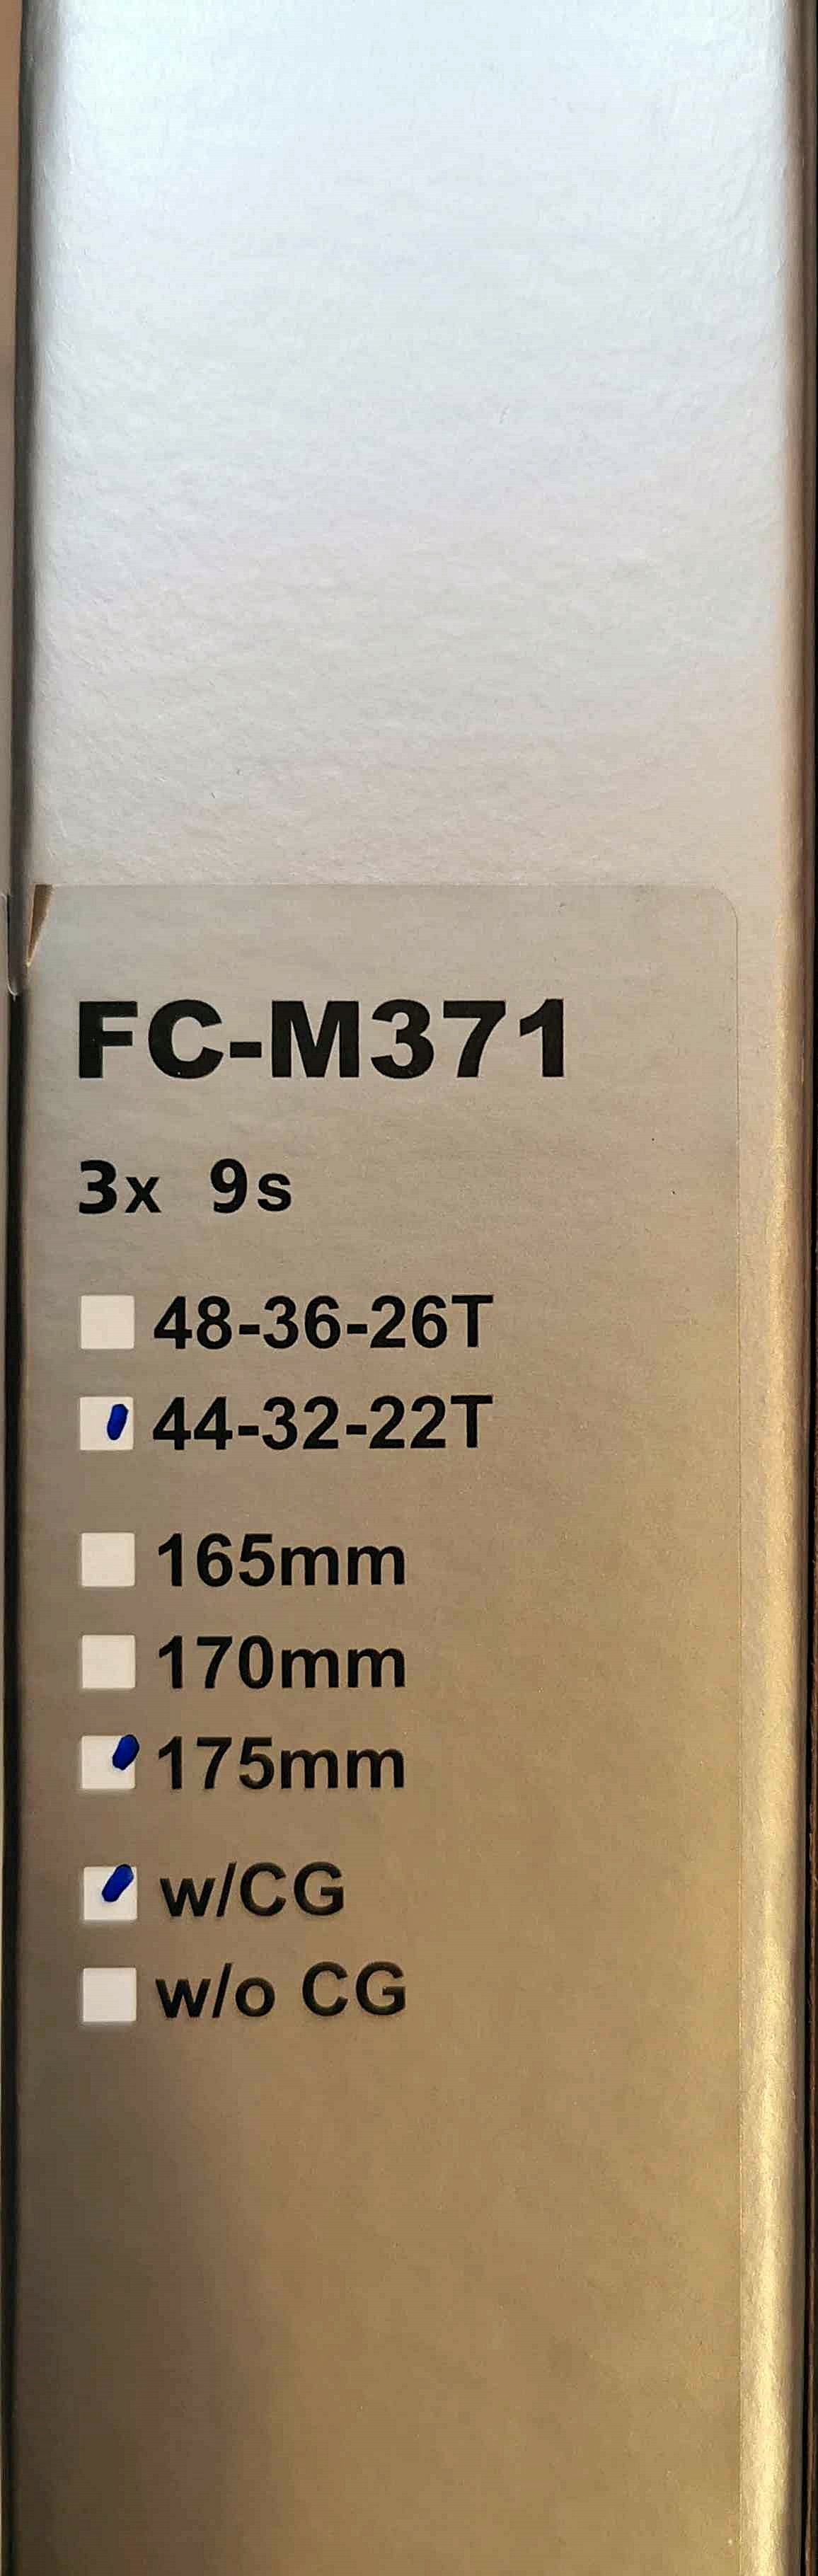 FC-M371
3x 9s
48-36-26T
44-32-22T
165mm
170mm
175mm
w/CG
w/o CG